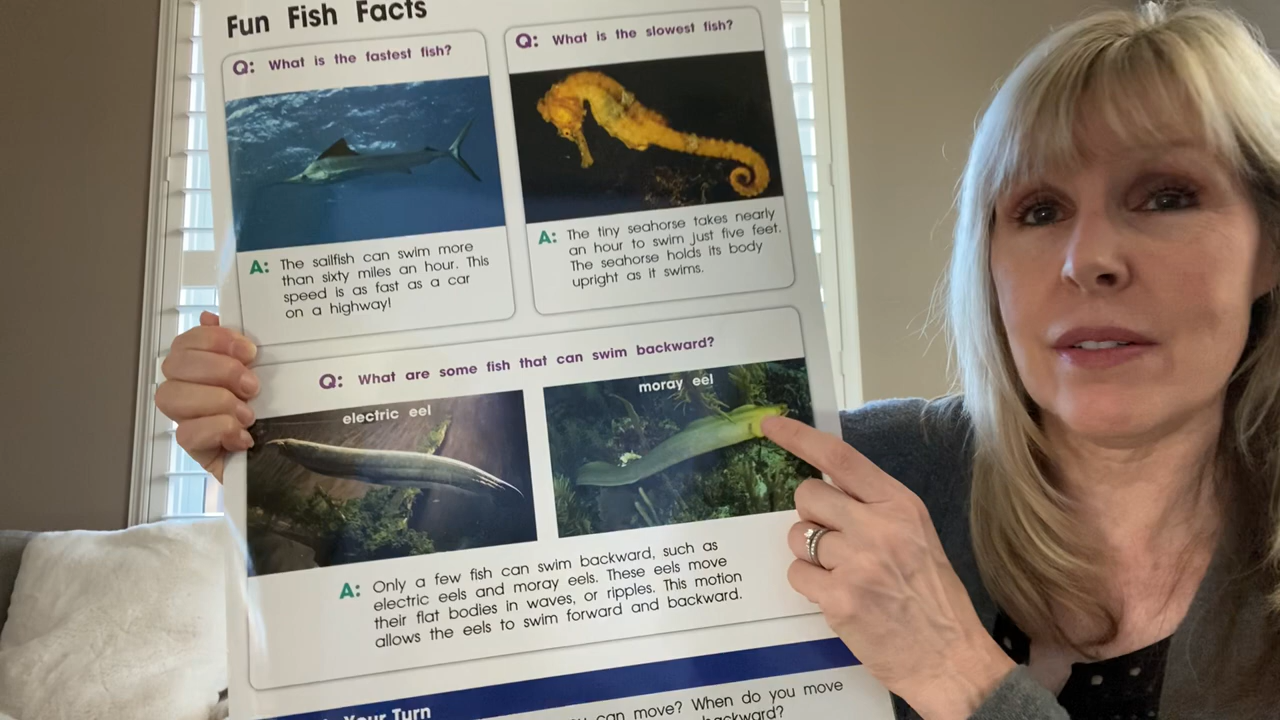 Fun Fish Facts
Q: What is the fastest fish?
A: The sailfish can swim more
than sixty miles an hour. This
speed is as fast as a car
on a highway!
Q: What is the slowest fish?
A: The tiny seahorse takes nearly
an hour to swim just five feet.
The seahorse holds its body
upright as it swims.
Q: What are some fish that can swim backward?
electric eel
moray eel
A: Only a few fish can swim backward, such as
electric eels and moray eels. These eels move
their flat bodies in waves, or ripples. This motion
allows the eels to swim forward and backward.
Your Turn
can move? When do you move
backward?